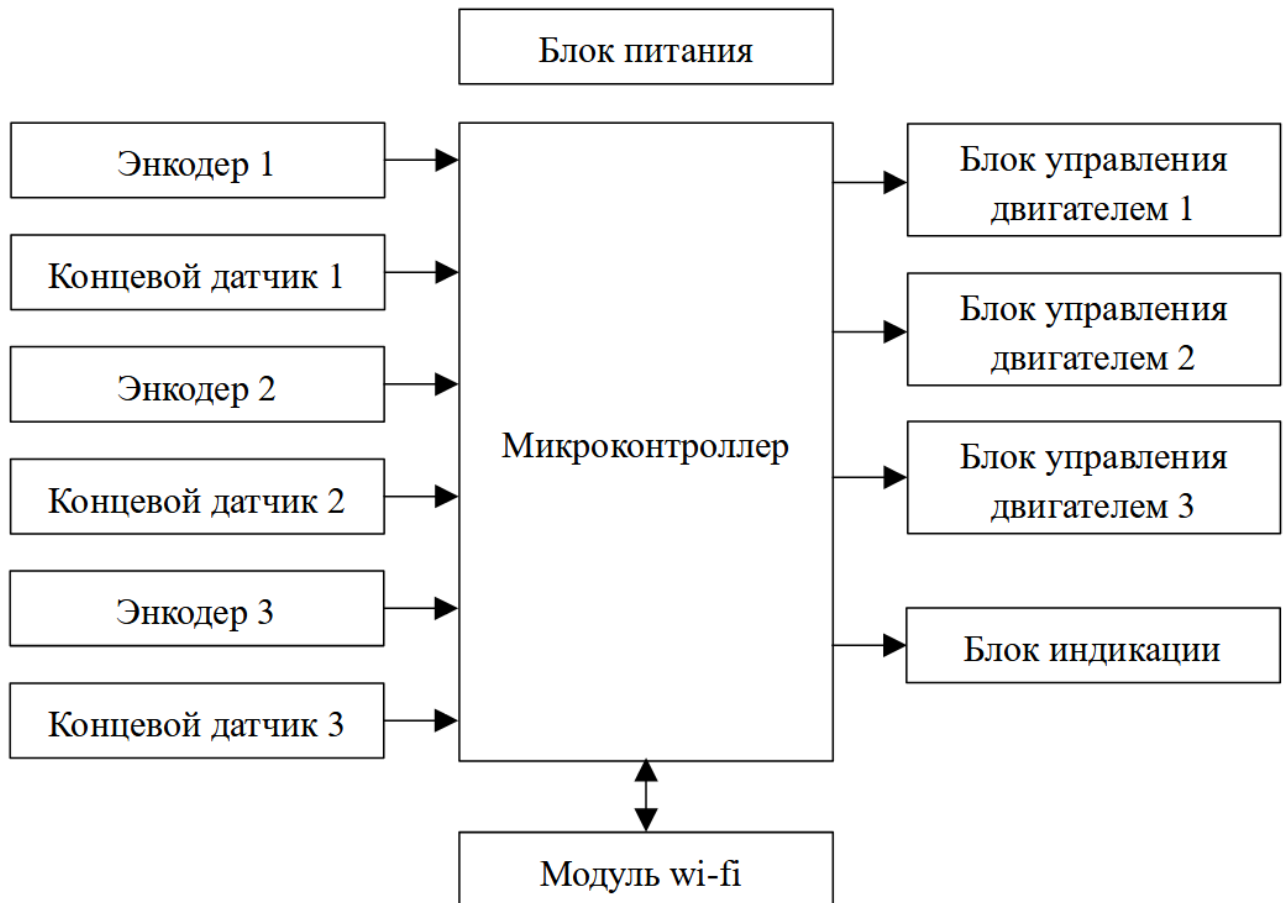 Блок питания
Энкодер 1
Концевой датчик 1
Энкодер 2
Концевой датчик 2
Энкодер 3
Концевой датчик 3
Микроконтроллер
Блок управления
двигателем 1
Блок управления
двигателем 2
Блок управления
двигателем 3
Блок индикации
Модуль wi-fi